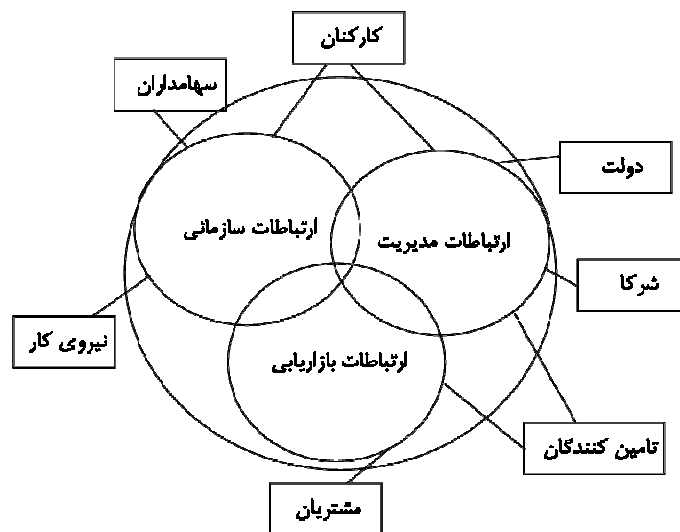 کارکنان
سهامداران
دولت
ارتباطات سازمانی
ارتباطات مدیریت
شرکا
نیروی کار
ارتباطات بازاریابی
تامین کنندگان
مشتریان